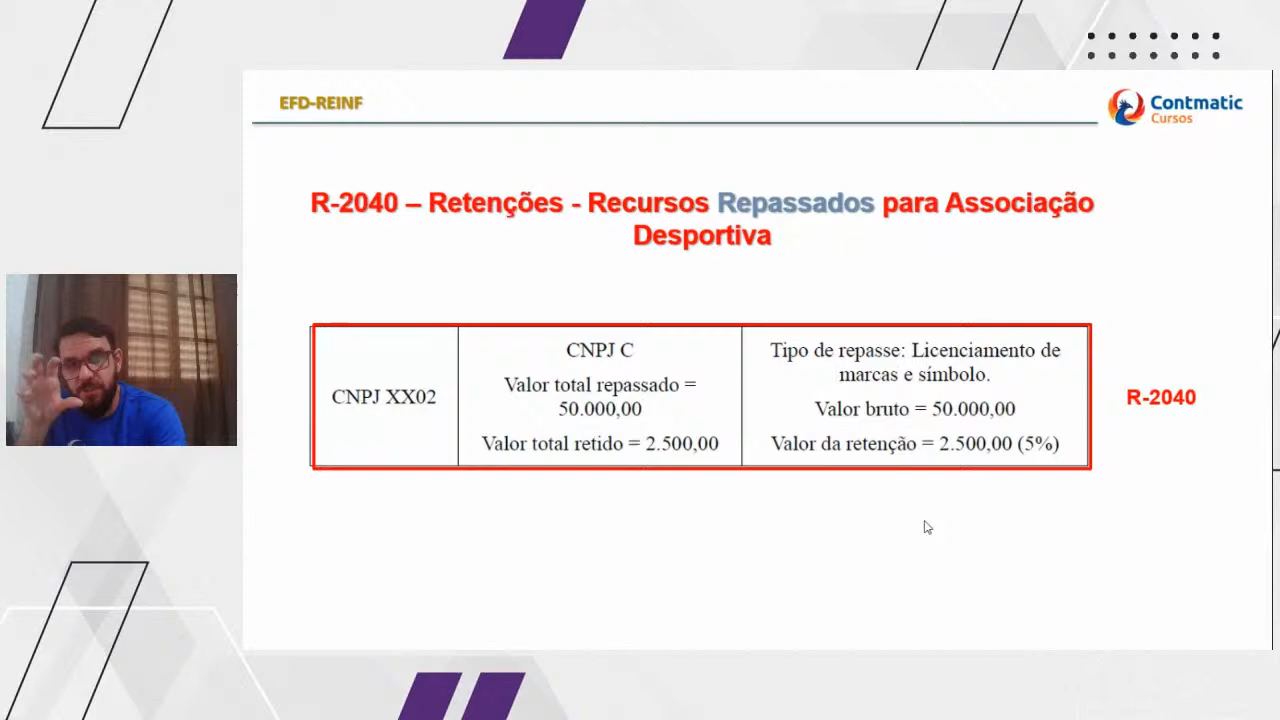 EFD-REINF
Contmatic
Cursos
R-2040 – Retenções - Recursos Repassados para Associação
Desportiva
CNPJ XX02
CNPJ C
Valor total repassado =
50.000,00
Valor total retido = 2.500,00
Tipo de repasse: Licenciamento de
marcas e símbolo.
Valor bruto = 50.000,00
Valor da retenção = 2.500,00 (5%)
R-2040